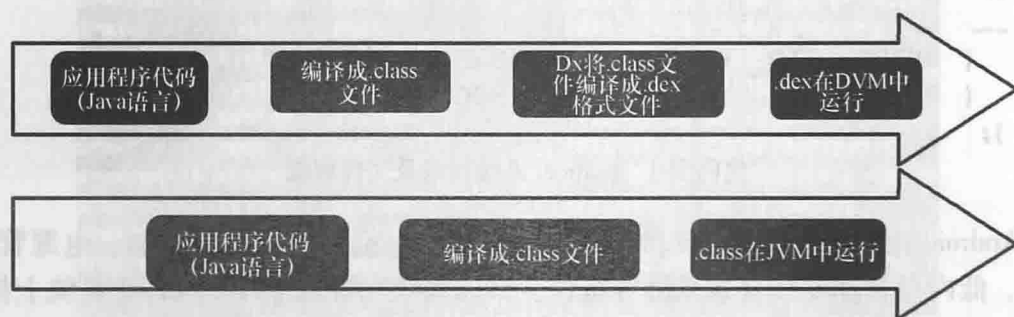 应用程序代码
(Java语言)
编译成.class
文件
Dx将.class文
件编译成.dex
格式文件
.dex在DVM中
运行
应用程序代码
(Java语言)
编译成.class文件
.class在JVM中运行